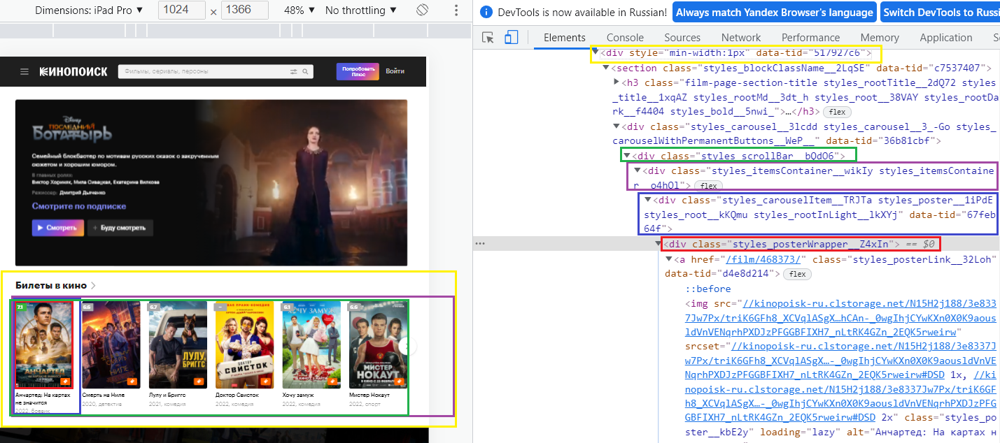 Dimensions: iPad Pro ▼ 1024 × 1366 48% ▼ No throttling ▼
КИНОПОИСК Фильмы, сериалы, персоны Попробовать Плюс Войти
Disney
ПОСЛЕДНИЙ
БОГАТЫРЬ
Семейный блокбастер по мотивам русских сказок о закрученным
сюжетом и хорошим юмором.
В главных ролях:
Виктор Хориняк, Мила Сивацкая, Екатерина Вилкова
Режиссер: Дмитрий Дьяченко
Смотрите по подписке
Смотреть + Буду смотреть
Билеты в кино
7.1 6.6 6.7 – 6.1 6.6
АНЧАРТЕД
СМЕРТЬ НА НИЛЕ
ЛУЛУ И БРИГГС
ДОКТОР СВИСТОК
ХОЧУ ЗАМУЖ
МИСТЕР НОКАУТ
Анчартед: На картах
не значится
2022, боевик
Смерть на Ниле
2020, детектив
Лулу и Бриггс
2021, комедия
Доктор Свисток
2022, комедия
Хочу замуж
2022, комедия
Мистер Нокаут
2022, спорт
DevTools is now available in Russian! Always match Yandex Browser's language Switch DevTools to Russi
Elements Console Sources Network Performance Memory Application
<div style="min-width:1px" data-tid="517927c6">
<section class="styles_blockClassName__2LqSE" data-tid="c7537407">
<h3 class="film-page-section-title styles_rootTitle__2dQ72 styles
_title__1xqAZ styles_rootMd__3dt_h styles_root__38VAY styles_rootDa
rk__f4404 styles_bold__5nwi_">…</h3> flex
<div class="styles_carousel__3lcdd styles_carousel__3_-Go styles_
carouselWithPermanentButtons__WeP__" data-tid="36b81cbf">
<div class="styles_scrollBar__bQdO6">
<div class="styles_itemsContainer__wikIy styles_itemsContaine
r__o4hOl"> flex
<div class="styles_carouselItem__TRJTa styles_poster__1iPdE
styles_root__kKQmu styles_rootInLight__lkXYj" data-tid="67feb
64f">
<div class="styles_posterWrapper__Z4xIn"> == $0
<a href="/film/468373/" class="styles_posterLink__32Loh"
data-tid="d4e8d214"> flex
::before
<img src="//kinopoisk-ru.clstorage.net/N15H2j188/3e833
7Jw7Px/triK6GFh8_XCVqlASgX…hCAn-_0wgIhjCYwKXn0X0K9aous
ldVnVENqrhPXDJzPFGGBFIXH7_nLtRK4GZn_2EQK5rweirw"
srcset="//kinopoisk-ru.clstorage.net/N15H2j188/3e8337J
w7Px/triK6GFh8_XCVqlASgX…-_0wgIhjCYwKXn0X0K9aousldVnVE
NqrhPXDJzPFGGBFIXH7_nLtRK4GZn_2EQK5rweirw#DSD 1x, //ki
nopoisk-ru.clstorage.net/N15H2j188/3e8337Jw7Px/triK6GF
h8_XCVqlASgX…-_0wgIhjCYwKXn0X0K9aousldVnVENqrhPXDJzPFG
GBFIXH7_nLtRK4GZn_2EQK5rweirw#DSD 2x" class="styles_po
ster__kbE2y" loading="lazy" alt="Анчартед: На картах н